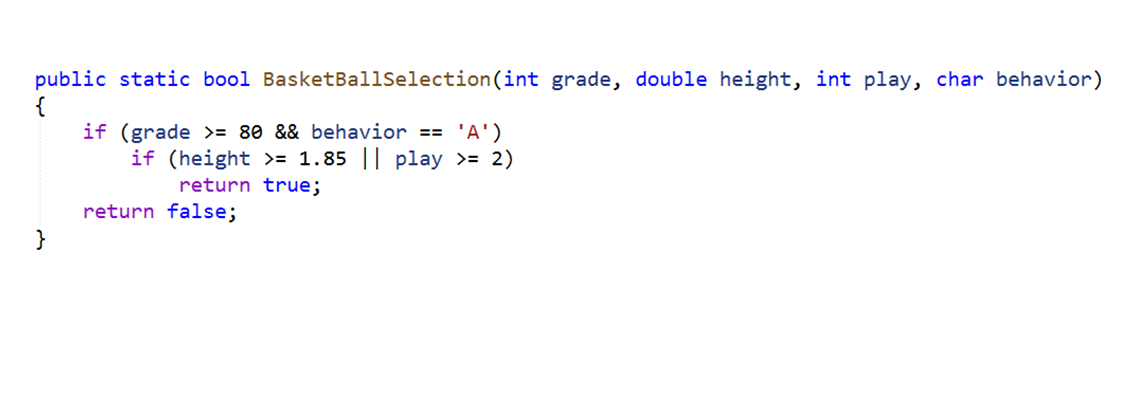 public static bool BasketBallSelection(int grade, double height, int play, char behavior)
{
    if (grade >= 80 && behavior == 'A')
        if (height >= 1.85 || play >= 2)
            return true;
    return false;
}